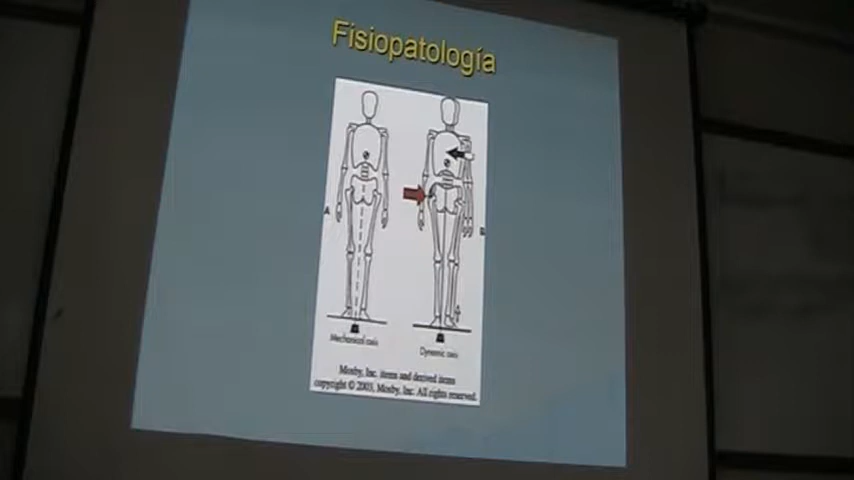 Fisiopatología
A
B
Mechanical axis
Dynamic axis
Mosby, Inc. items and derived items
copyright © 2003, Mosby, Inc. All rights reserved.